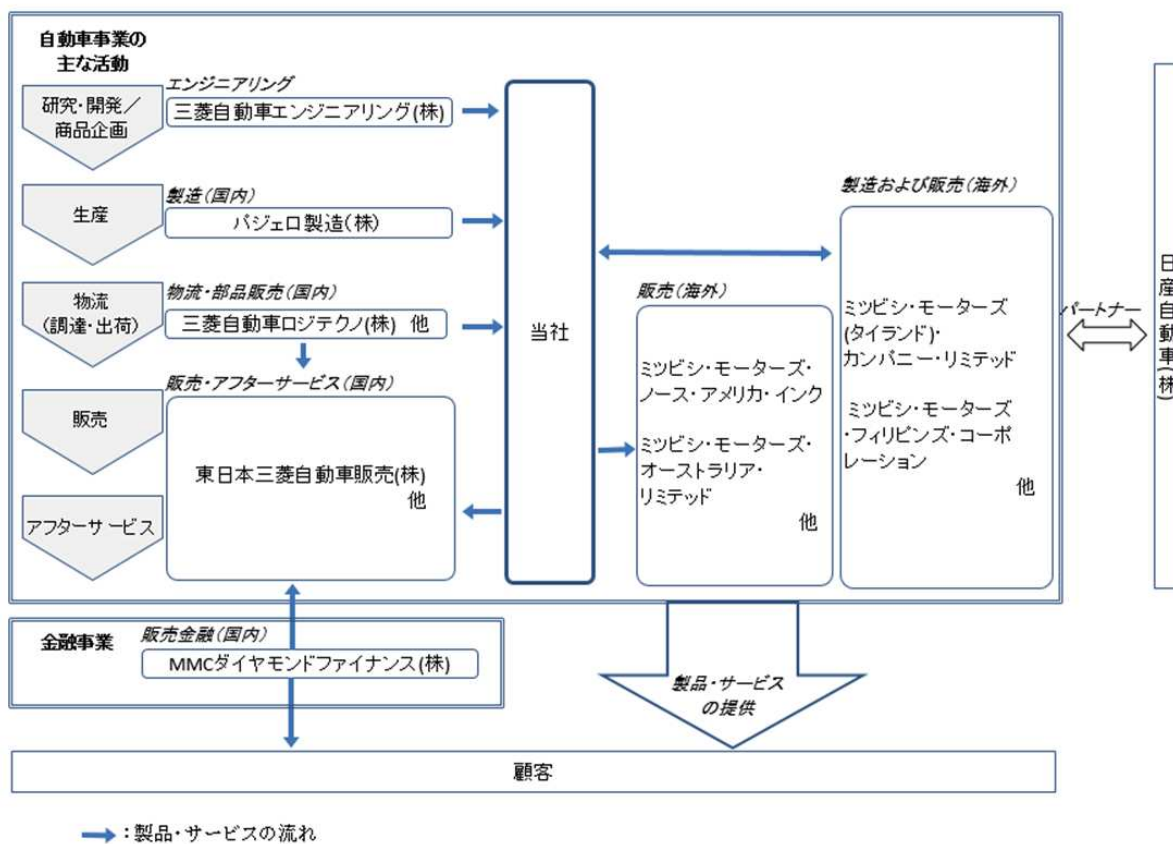 自動車事業の
主な活動
研究・開発／
商品企画
エンジニアリング
三菱自動車エンジニアリング(株)
生産
製造(国内)
パジェロ製造(株)
物流
(調達・出荷)
物流・部品販売(国内)
三菱自動車ロジテクノ(株) 他
販売
アフターサービス
販売・アフターサービス(国内)
東日本三菱自動車販売(株)
他
当社
販売(海外)
ミツビシ・モーターズ・
ノース・アメリカ・インク
ミツビシ・モーターズ・
オーストラリア・
リミテッド
他
製造および販売(海外)
ミツビシ・モーターズ
(タイランド)・
カンパニー・リミテッド
ミツビシ・モーターズ
・フィリピンズ・コーポ
レーション
他
パートナー
日産自動車(株)
金融事業
販売金融(国内)
MMCダイヤモンドファイナンス(株)
製品・サービス
の提供
顧客
：製品・サービスの流れ